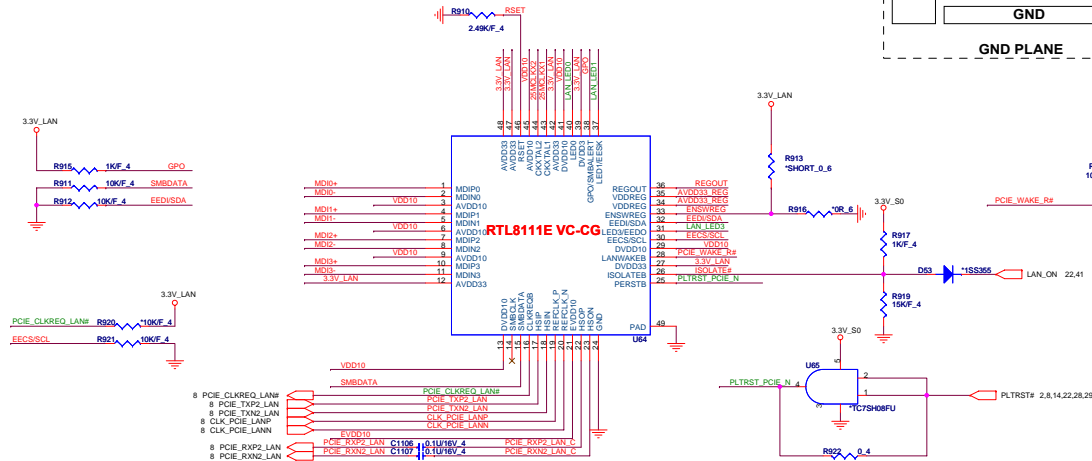 GND
GND PLANE
R910
RSET
2.49K/F_4
3.3V_LAN
3.3V_LAN
VDD10
25MCLKX2
25MCLKX1
3.3V_LAN
VDD10
LAN_LED0
3.3V_LAN
GPO
LAN_LED1
48 47 46 45 44 43 42 41 40 39 38 37
AVDD33
AVDD33
RSET
AVDD10
CKXTAL2
CKXTAL1
AVDD33
DVDD10
LED0
DVDD3
GPO/SMBALERT
LED1/EESK
3.3V_LAN
R915 1K/F_4 GPO
R911 10K/F_4 SMBDATA
R912 10K/F_4 EEDI/SDA
3.3V_LAN
PCIE_CLKREQ_LAN# R920 *10K/F_4
EECS/SCL R921 10K/F_4
MDI0+ 1 MDIP0
MDI0- 2 MDIN0
VDD10 3 AVDD10
MDI1+ 4 MDIP1
MDI1- 5 MDIN1
VDD10 6 AVDD10
MDI2+ 7 MDIP2
MDI2- 8 MDIN2
VDD10 9 AVDD10
MDI3+ 10 MDIP3
MDI3- 11 MDIN3
3.3V_LAN 12 AVDD33
RTL8111E VC-CG
REGOUT 36 REGOUT
VDDREG 35 AVDD33_REG
VDDREG 34 AVDD33_REG
ENSWREG 33 ENSWREG
EEDI/SDA 32 EEDI/SDA
LED3/EEDO 31 LAN_LED3
EECS/SCL 30 EECS/SCL
DVDD10 29 VDD10
LANWAKEB 28 PCIE_WAKE_R#
DVDD33 27 3.3V_LAN
ISOLATEB 26 ISOLATE#
PERSTB 25 PLTRST_PCIE_N
PAD 49
U64
DVDD10
SMBCLK
SMBDATA
CLKREQB
HSIP
HSIN
REFCLK_P
REFCLK_N
EVDD10
HSOP
HSON
GND
13 14 15 16 17 18 19 20 21 22 23 24
VDD10
SMBDATA
8 PCIE_CLKREQ_LAN# PCIE_CLKREQ_LAN#
8 PCIE_TXP2_LAN PCIE_TXP2_LAN
8 PCIE_TXN2_LAN PCIE_TXN2_LAN
8 CLK_PCIE_LANP CLK_PCIE_LANP
8 CLK_PCIE_LANN CLK_PCIE_LANN
EVDD10
8 PCIE_RXP2_LAN PCIE_RXP2_LAN C1106 0.1U/16V_4 PCIE_RXP2_LAN_C
8 PCIE_RXN2_LAN PCIE_RXN2_LAN C1107 0.1U/16V_4 PCIE_RXN2_LAN_C
3.3V_LAN
R913
*SHORT_0_6
R916 *0R_6
3.3V_S0
R917
1K/F_4
D53 *1SS355
LAN_ON 22,41
R919
15K/F_4
PCIE_WAKE_R#
3.3V_S0
U65
5
PLTRST_PCIE_N 4
2
1
3
*TC7SH08FU
PLTRST# 2,8,14,22,28,29
R922 0_4